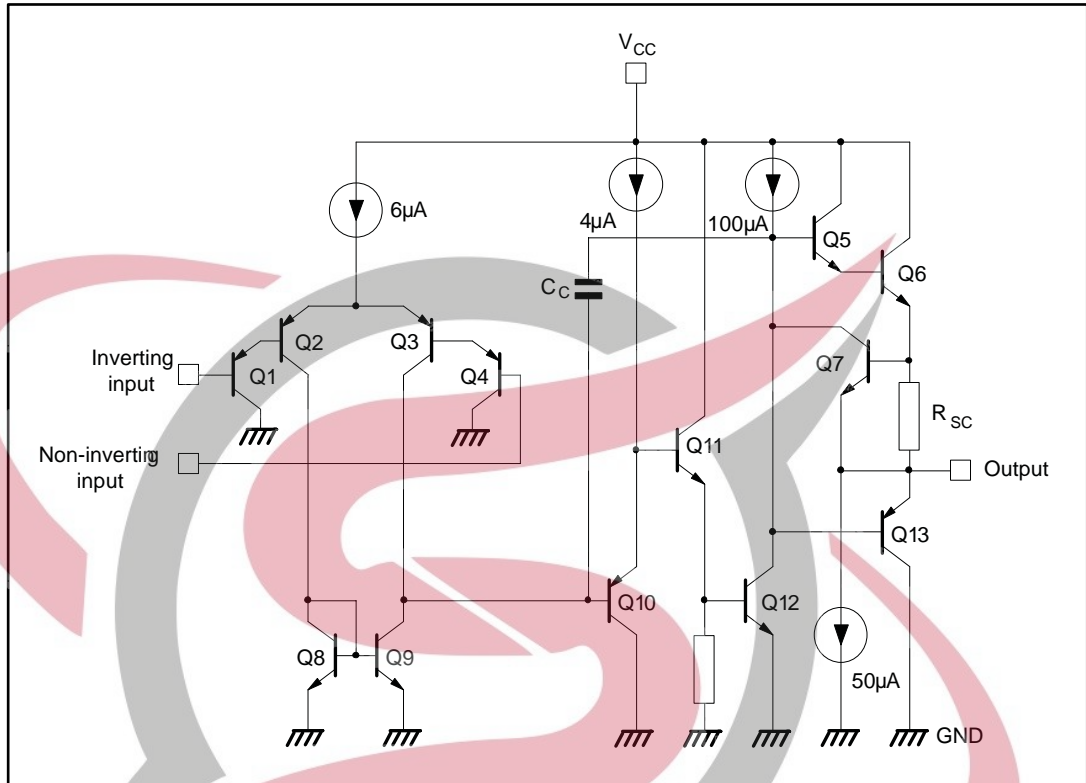 VCC
6µA
4µA
100µA
Q5
Q6
CC
Q2
Q3
Inverting
input
Q1
Q4
Q7
RSC
Q11
Non-inverting
input
Output
Q13
Q10
Q12
Q8
Q9
50µA
GND